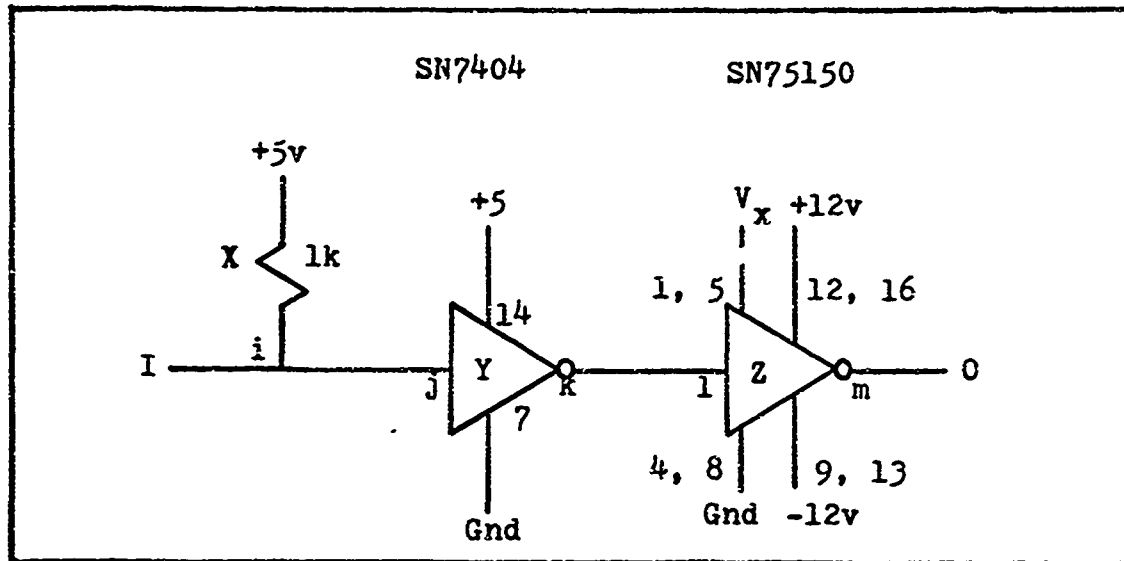 SN7404 SN75150
+5v
+5
Vx +12v
X 1k
1, 5 12, 16
14
I i j Y k l Z m O
7
4, 8 9, 13
Gnd Gnd -12v